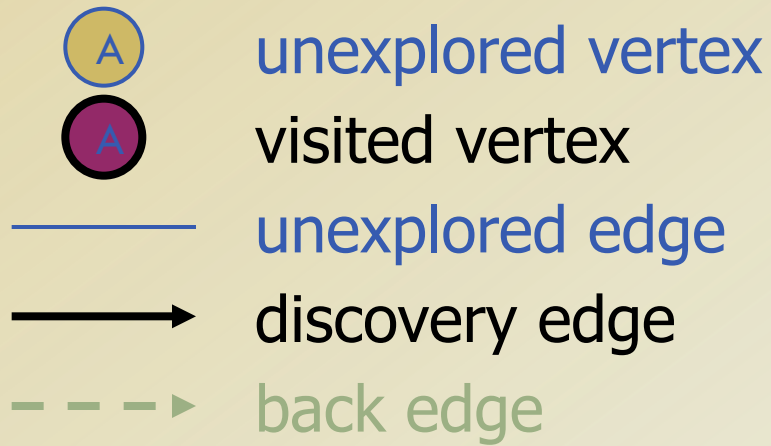 A unexplored vertex
A visited vertex
unexplored edge
discovery edge
back edge